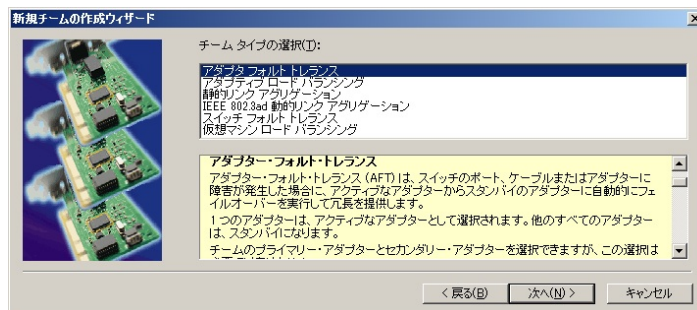 新規チームの作成ウィザード
チーム タイプの選択(T):
アダプタ フォルト トレランス
アダプティブ ロード バランシング
静的リンク アグリゲーション
IEEE 802.3ad 動的リンク アグリゲーション
スイッチ フォルト トレランス
仮想マシン ロード バランシング
アダプター・フォルト・トレランス
アダプター・フォルト・トレランス (AFT) は、スイッチのポート、ケーブルまたはアダプターに
障害が発生した場合に、アクティブなアダプターからスタンバイのアダプターに自動的にフェ
イルオーバーを実行して冗長を提供します。
1 つのアダプターは、アクティブなアダプターとして選択されます。他のすべてのアダプター
は、スタンバイになります。
チームのプライマリー・アダプターとセカンダリー・アダプターを選択できますが、この選択は
< 戻る(B)
次へ(N) >
キャンセル